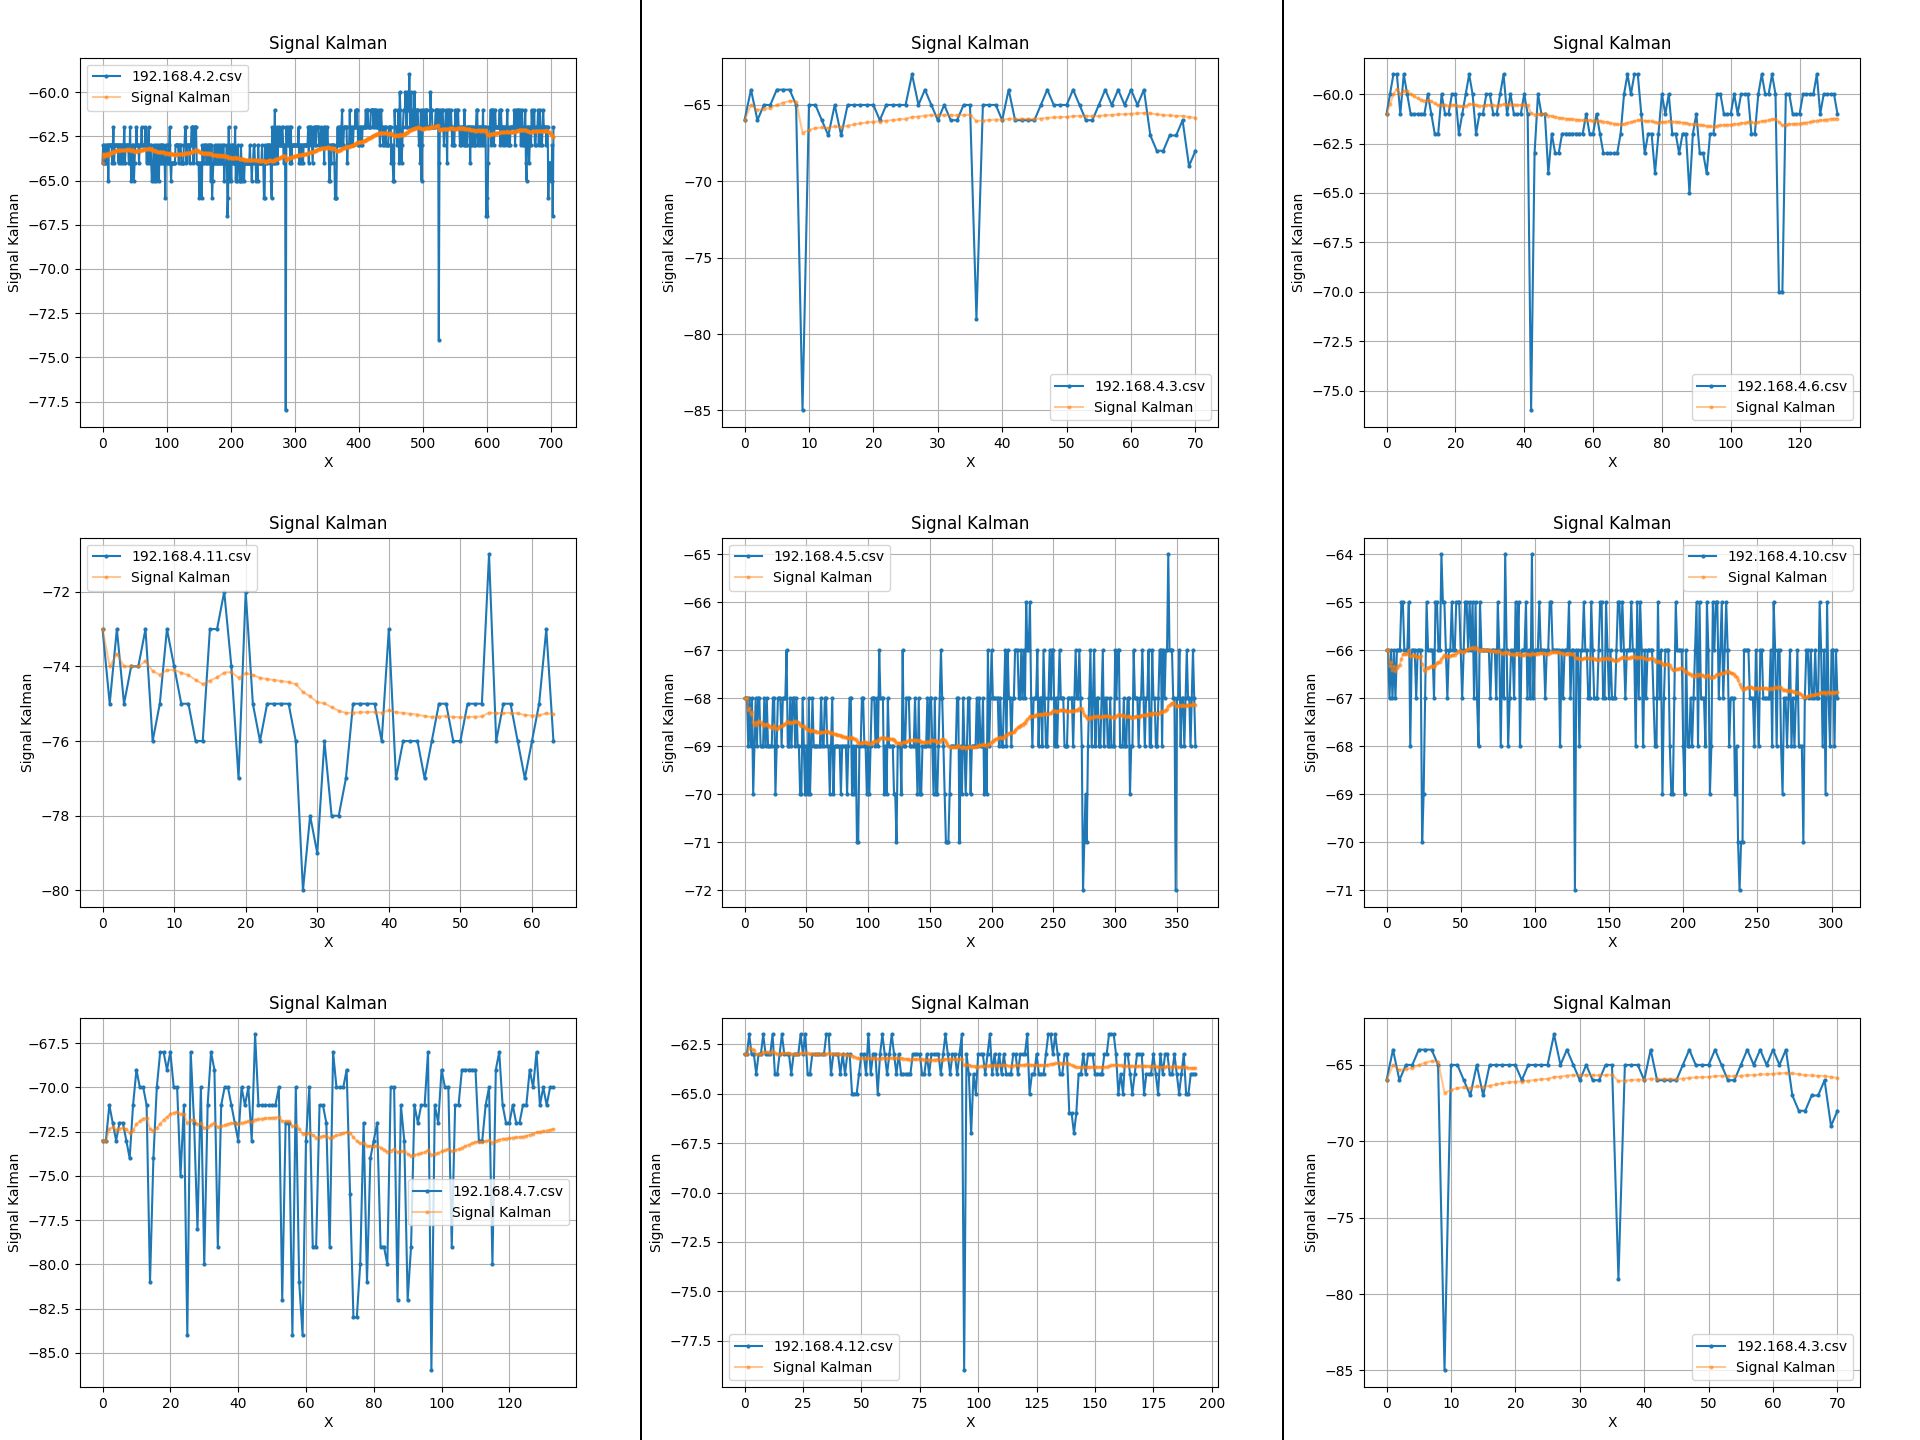 Signal Kalman
192.168.4.2.csv
Signal Kalman
Signal Kalman
−60.0
−62.5
−65.0
−67.5
−70.0
−72.5
−75.0
−77.5
0 100 200 300 400 500 600 700
X
Signal Kalman
192.168.4.3.csv
Signal Kalman
Signal Kalman
−65
−70
−75
−80
−85
0 10 20 30 40 50 60 70
X
Signal Kalman
192.168.4.6.csv
Signal Kalman
Signal Kalman
−60.0
−62.5
−65.0
−67.5
−70.0
−72.5
−75.0
0 20 40 60 80 100 120
X
Signal Kalman
192.168.4.11.csv
Signal Kalman
Signal Kalman
−72
−74
−76
−78
−80
0 10 20 30 40 50 60
X
Signal Kalman
192.168.4.5.csv
Signal Kalman
Signal Kalman
−65
−66
−67
−68
−69
−70
−71
−72
0 50 100 150 200 250 300 350
X
Signal Kalman
192.168.4.10.csv
Signal Kalman
Signal Kalman
−64
−65
−66
−67
−68
−69
−70
−71
0 50 100 150 200 250 300
X
Signal Kalman
192.168.4.7.csv
Signal Kalman
Signal Kalman
−67.5
−70.0
−72.5
−75.0
−77.5
−80.0
−82.5
−85.0
0 20 40 60 80 100 120
X
Signal Kalman
192.168.4.12.csv
Signal Kalman
Signal Kalman
−62.5
−65.0
−67.5
−70.0
−72.5
−75.0
−77.5
0 25 50 75 100 125 150 175 200
X
Signal Kalman
192.168.4.3.csv
Signal Kalman
Signal Kalman
−65
−70
−75
−80
−85
0 10 20 30 40 50 60 70
X